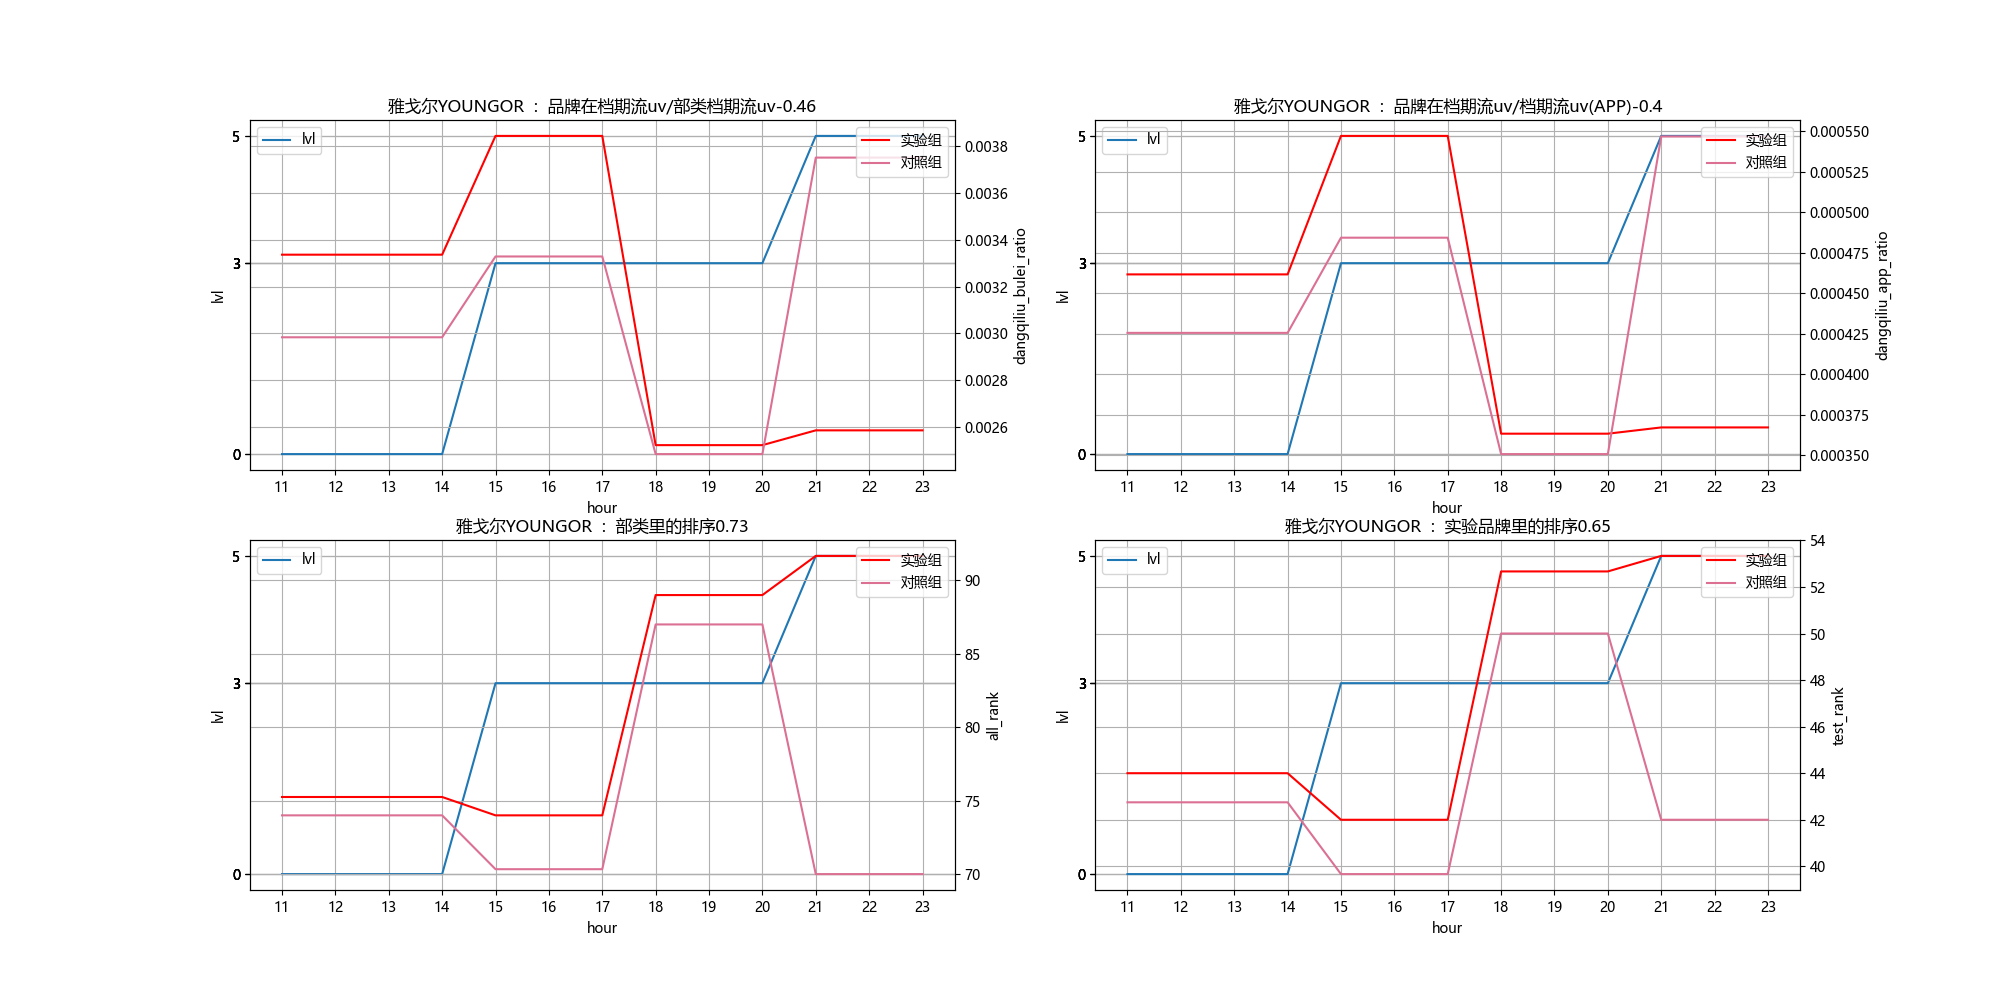 雅戈尔YOUNGOR ： 品牌在档期流uv/部类档期流uv-0.46
lvl
实验组
对照组
5
3
0
lvl
0.0038
0.0036
0.0034
0.0032
0.0030
0.0028
0.0026
dangqiliu_bulei_ratio
11 12 13 14 15 16 17 18 19 20 21 22 23
hour
雅戈尔YOUNGOR ： 品牌在档期流uv/档期流uv(APP)-0.4
lvl
实验组
对照组
5
3
0
lvl
0.000550
0.000525
0.000500
0.000475
0.000450
0.000425
0.000400
0.000375
0.000350
dangqiliu_app_ratio
11 12 13 14 15 16 17 18 19 20 21 22 23
hour
雅戈尔YOUNGOR ： 部类里的排序0.73
lvl
实验组
对照组
5
3
0
lvl
90
85
80
75
70
all_rank
11 12 13 14 15 16 17 18 19 20 21 22 23
hour
雅戈尔YOUNGOR ： 实验品牌里的排序0.65
lvl
实验组
对照组
5
3
0
lvl
54
52
50
48
46
44
42
40
test_rank
11 12 13 14 15 16 17 18 19 20 21 22 23
hour